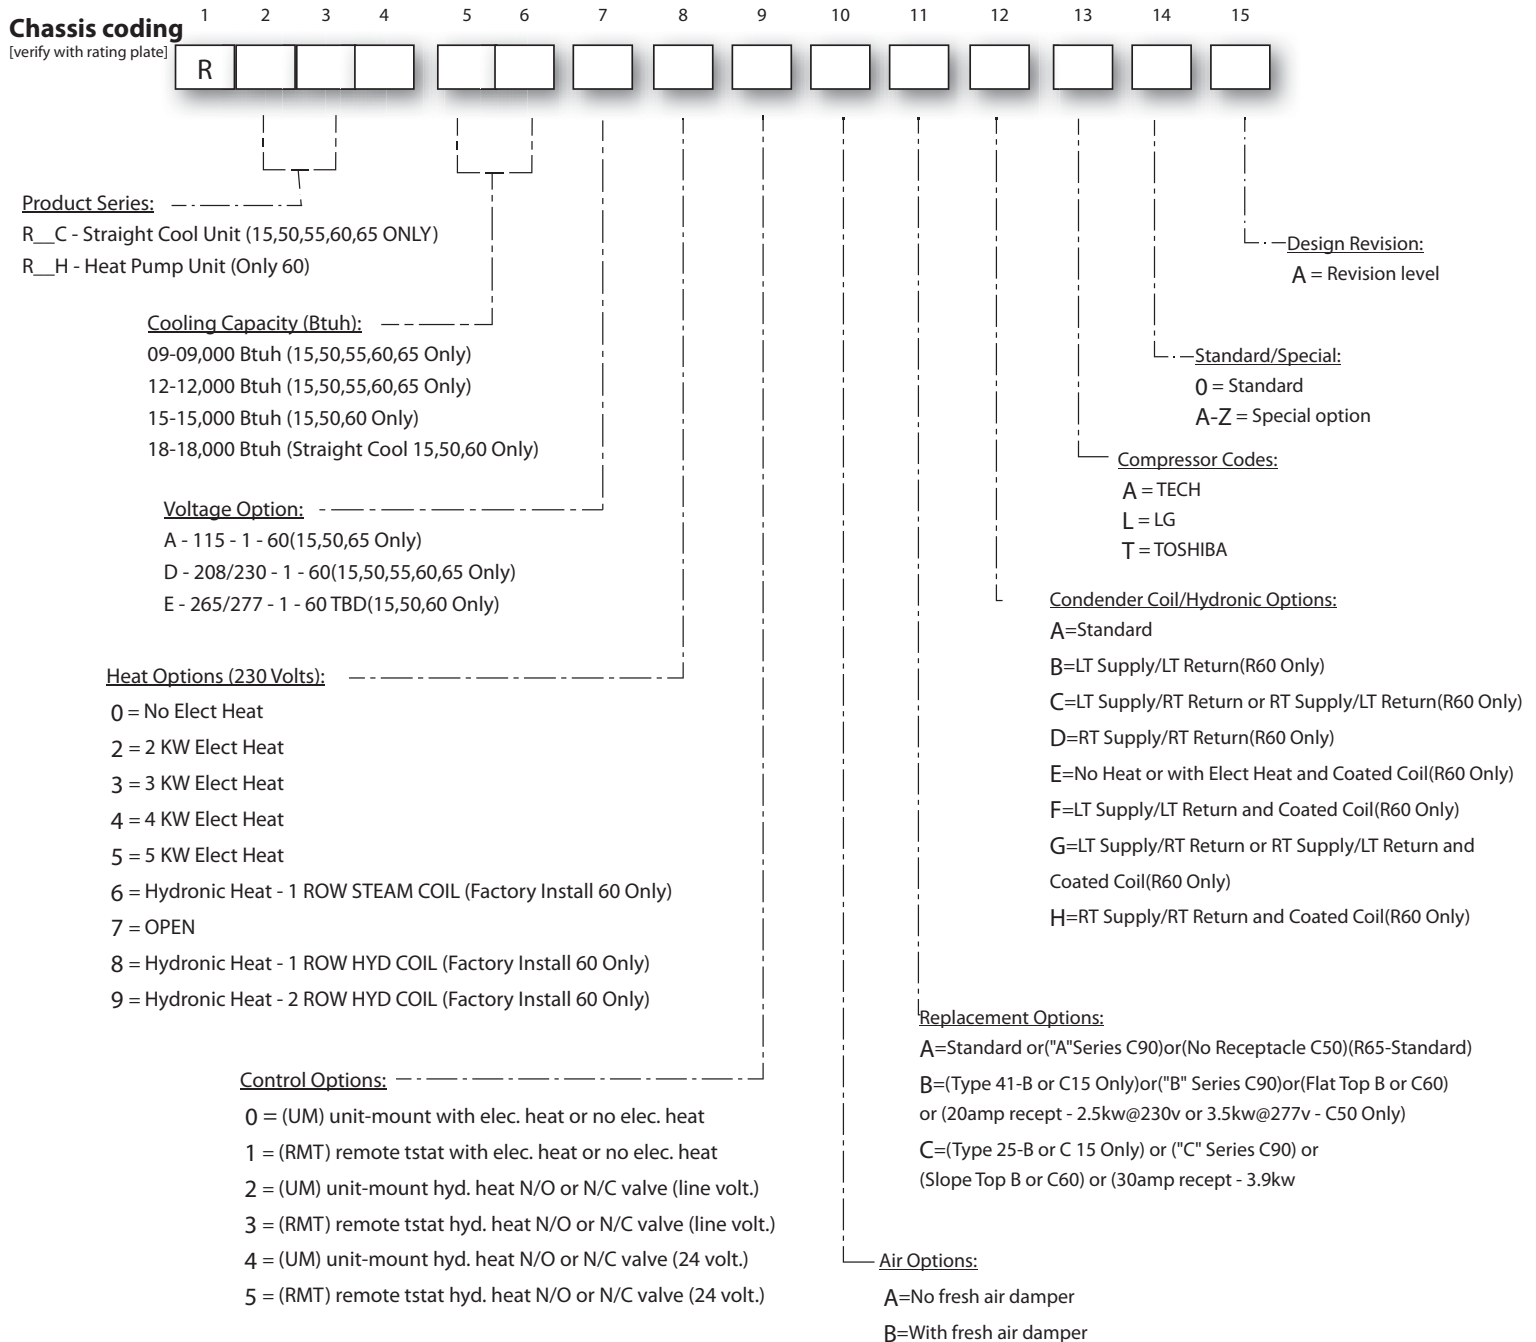 Chassis coding
[verify with rating plate]
1 2 3 4 5 6 7 8 9 10 11 12 13 14 15
R
Product Series:
R__C - Straight Cool Unit (15,50,55,60,65 ONLY)
R__H - Heat Pump Unit (Only 60)
Cooling Capacity (Btuh):
09-09,000 Btuh (15,50,55,60,65 Only)
12-12,000 Btuh (15,50,55,60,65 Only)
15-15,000 Btuh (15,50,60 Only)
18-18,000 Btuh (Straight Cool 15,50,60 Only)
Voltage Option:
A - 115 - 1 - 60(15,50,65 Only)
D - 208/230 - 1 - 60(15,50,55,60,65 Only)
E - 265/277 - 1 - 60 TBD(15,50,60 Only)
Heat Options (230 Volts):
0 = No Elect Heat
2 = 2 KW Elect Heat
3 = 3 KW Elect Heat
4 = 4 KW Elect Heat
5 = 5 KW Elect Heat
6 = Hydronic Heat - 1 ROW STEAM COIL (Factory Install 60 Only)
7 = OPEN
8 = Hydronic Heat - 1 ROW HYD COIL (Factory Install 60 Only)
9 = Hydronic Heat - 2 ROW HYD COIL (Factory Install 60 Only)
Control Options:
0 = (UM) unit-mount with elec. heat or no elec. heat
1 = (RMT) remote tstat with elec. heat or no elec. heat
2 = (UM) unit-mount hyd. heat N/O or N/C valve (line volt.)
3 = (RMT) remote tstat hyd. heat N/O or N/C valve (line volt.)
4 = (UM) unit-mount hyd. heat N/O or N/C valve (24 volt.)
5 = (RMT) remote tstat hyd. heat N/O or N/C valve (24 volt.)
Design Revision:
A = Revision level
Standard/Special:
0 = Standard
A-Z = Special option
Compressor Codes:
A = TECH
L = LG
T = TOSHIBA
Condender Coil/Hydronic Options:
A=Standard
B=LT Supply/LT Return(R60 Only)
C=LT Supply/RT Return or RT Supply/LT Return(R60 Only)
D=RT Supply/RT Return(R60 Only)
E=No Heat or with Elect Heat and Coated Coil(R60 Only)
F=LT Supply/LT Return and Coated Coil(R60 Only)
G=LT Supply/RT Return or RT Supply/LT Return and
Coated Coil(R60 Only)
H=RT Supply/RT Return and Coated Coil(R60 Only)
Replacement Options:
A=Standard or("A"Series C90)or(No Receptacle C50)(R65-Standard)
B=(Type 41-B or C15 Only)or("B" Series C90)or(Flat Top B or C60)
or (20amp recept - 2.5kw@230v or 3.5kw@277v - C50 Only)
C=(Type 25-B or C 15 Only) or ("C" Series C90) or
(Slope Top B or C60) or (30amp recept - 3.9kw
Air Options:
A=No fresh air damper
B=With fresh air damper